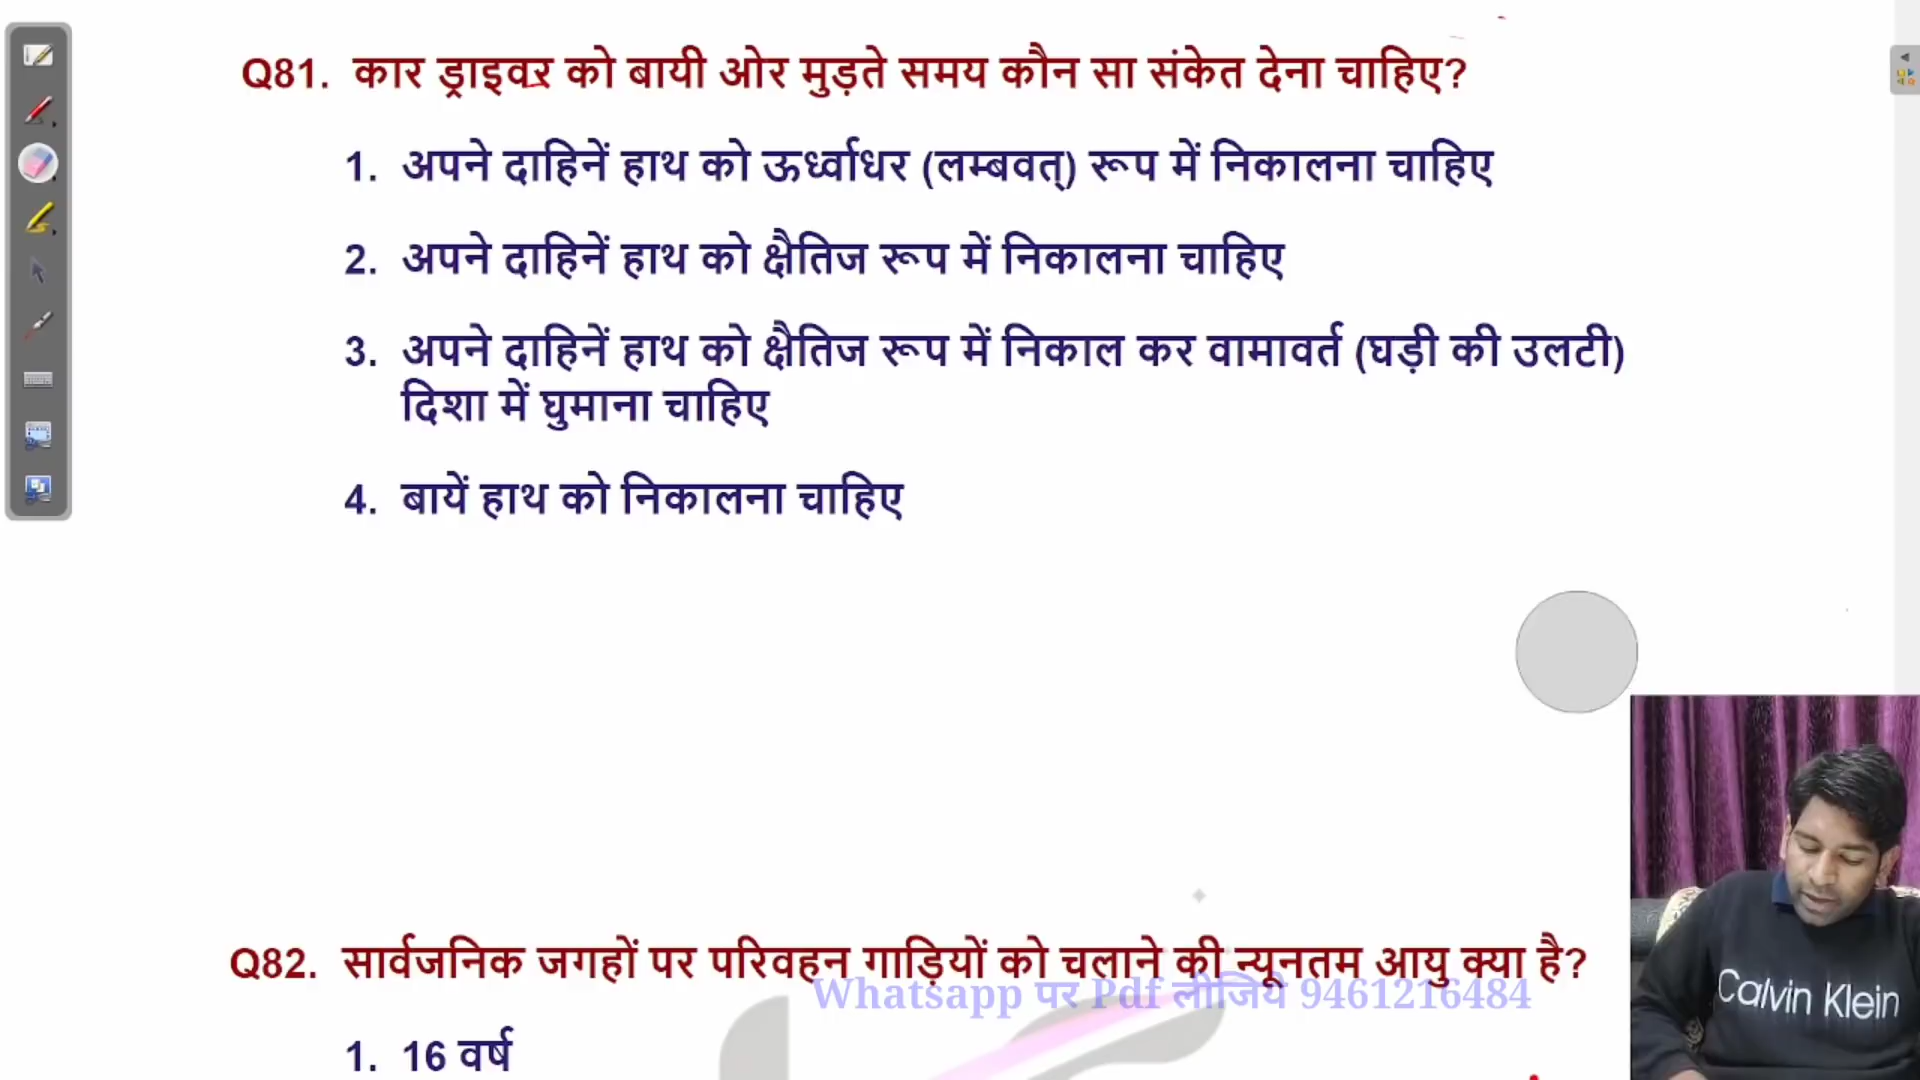 Q81. कार ड्राइवर को बायी ओर मुड़ते समय कौन सा संकेत देना चाहिए?
1. अपने दाहिनें हाथ को ऊर्ध्वाधर (लम्बवत्) रूप में निकालना चाहिए
2. अपने दाहिनें हाथ को क्षैतिज रूप में निकालना चाहिए
3. अपने दाहिनें हाथ को क्षैतिज रूप में निकाल कर वामावर्त (घड़ी की उलटी)
दिशा में घुमाना चाहिए
4. बायें हाथ को निकालना चाहिए
Q82. सार्वजनिक जगहों पर परिवहन गाड़ियों को चलाने की न्यूनतम आयु क्या है?
Whatsapp पर Pdf लीजिये 9461216484
1. 16 वर्ष
Calvin Klein